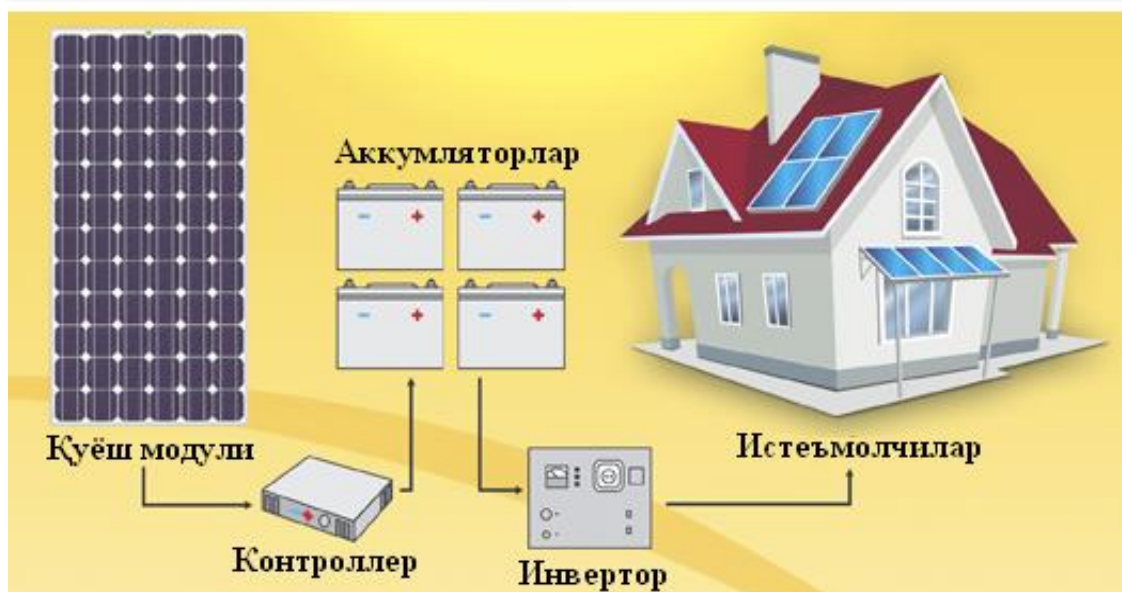 Аккумляторлар
Қуёш модули
Истеъмолчилар
Контроллер
Инвертор